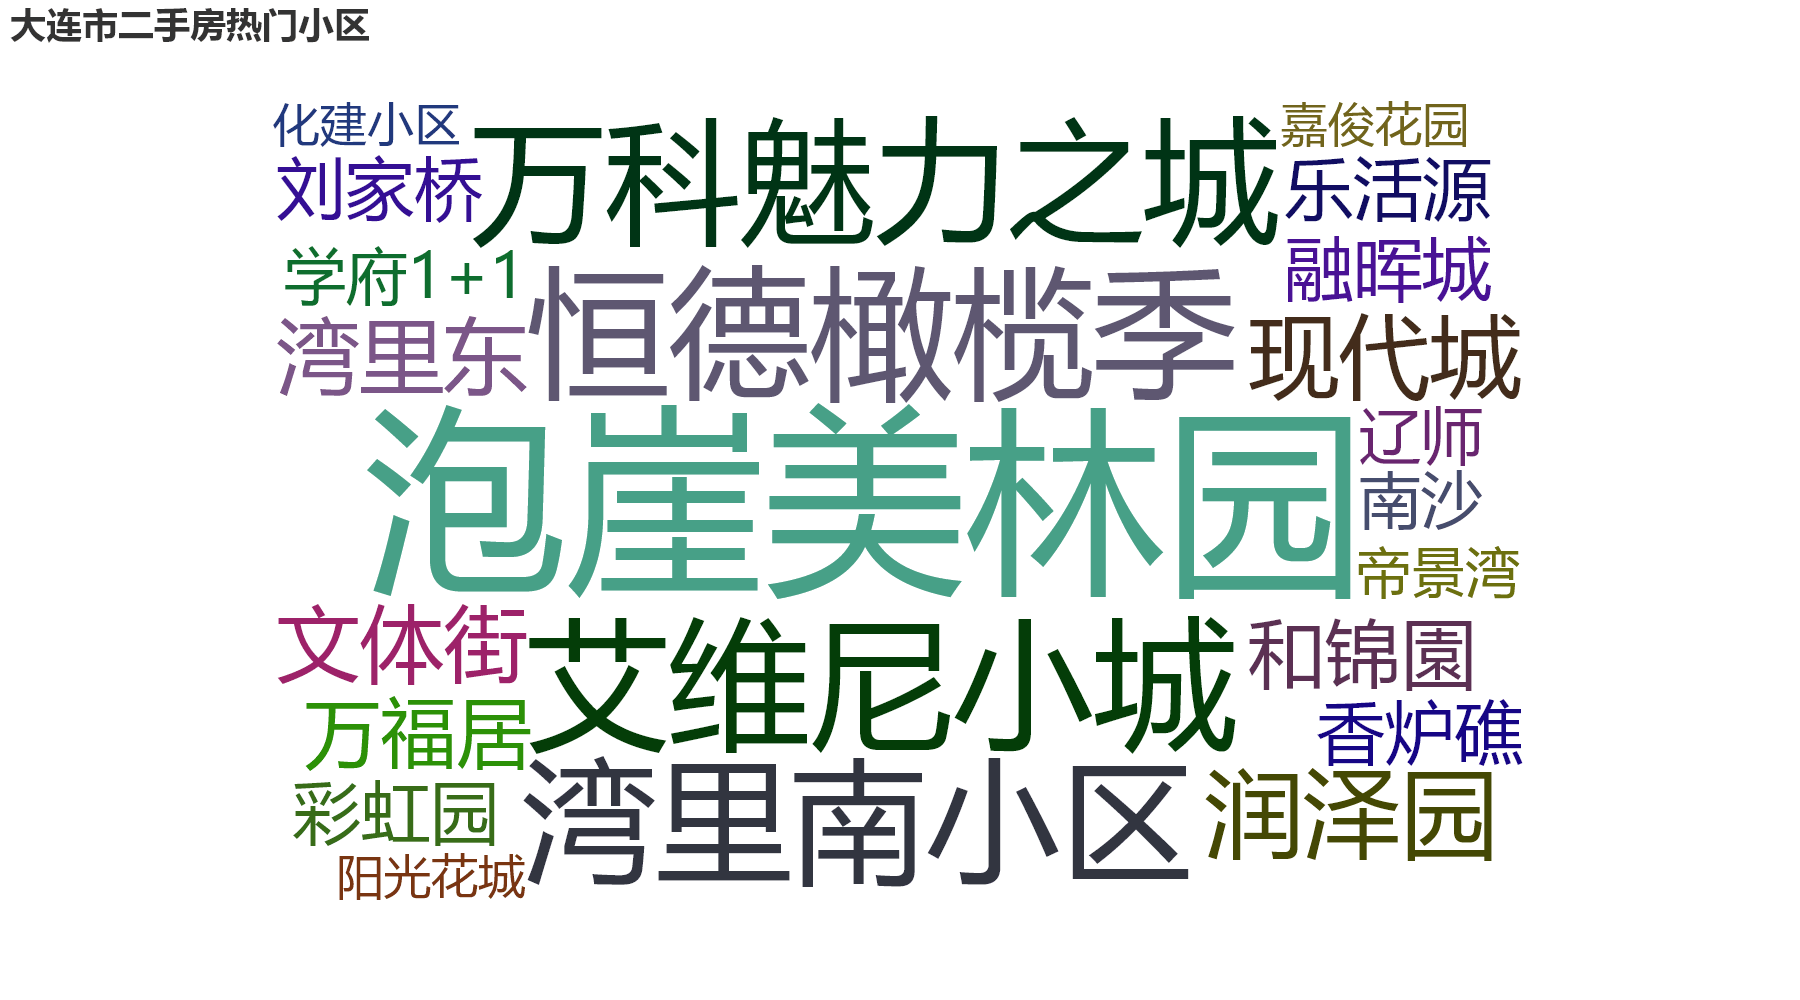 大连市二手房热门小区
化建小区
万科魅力之城
嘉俊花园
刘家桥
乐活源
学府1+1
恒德橄榄季
融晖城
湾里东
现代城
泡崖美林园
辽师
南沙
帝景湾
文体街
艾维尼小城
和锦園
万福居
香炉礁
彩虹园
湾里南小区
润泽园
阳光花城